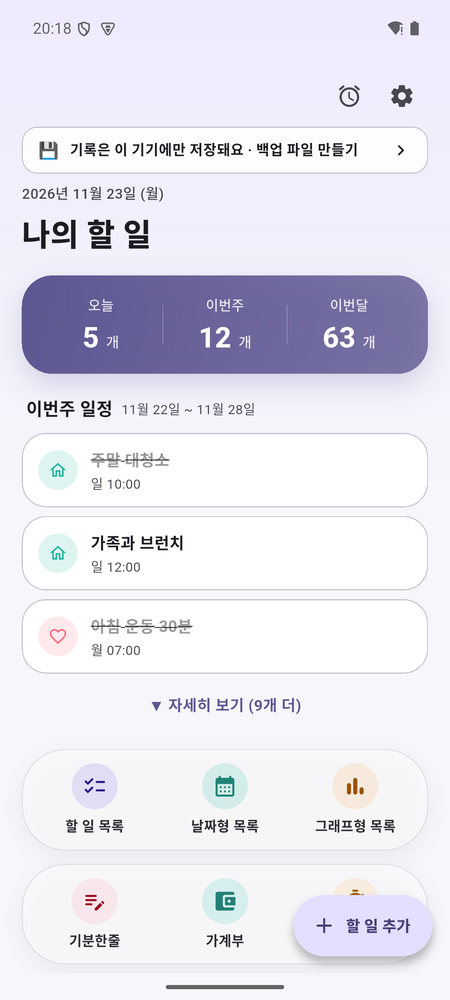 20:18
기록은 이 기기에만 저장돼요 · 백업 파일 만들기
2026년 11월 23일 (월)
나의 할 일
오늘 이번주 이번달
5 개 12 개 63 개
이번주 일정 11월 22일 ~ 11월 28일
주말 대청소
일 10:00
가족과 브런치
일 12:00
아침 운동 30분
월 07:00
▼ 자세히 보기 (9개 더)
할 일 목록 날짜형 목록 그래프형 목록
기분한줄 가계부
+ 할 일 추가